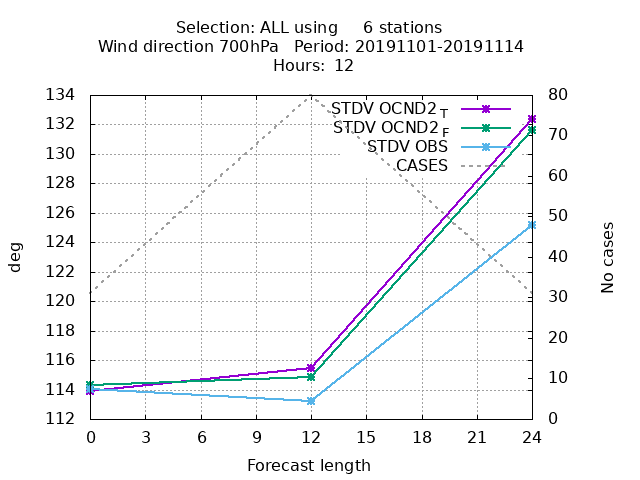 Selection: ALL using     6 stations
Wind direction 700hPa   Period: 20191101-20191114
Hours:  12
134
132
130
128
126
124
122
120
118
116
114
112
80
70
60
50
40
30
20
10
0
STDV OCND2 T
STDV OCND2 F
STDV OBS
CASES
deg
No cases
0 3 6 9 12 15 18 21 24
Forecast length